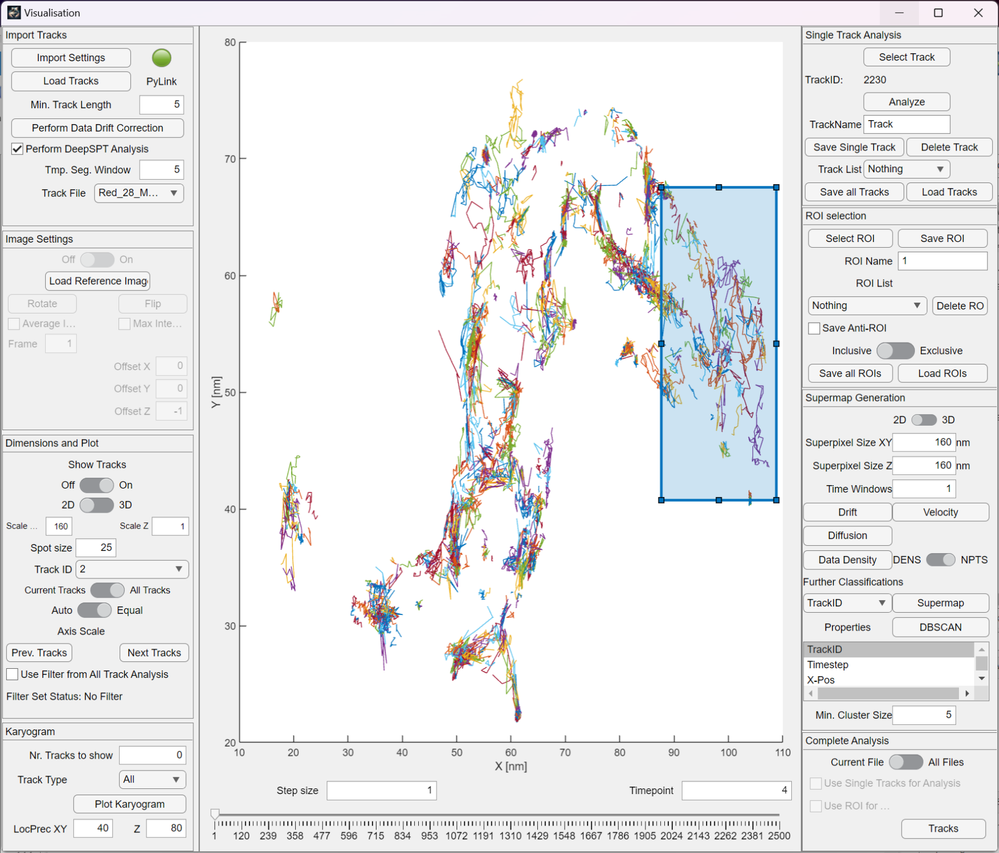 Visualisation
Import Tracks
Import Settings
Load Tracks
PyLink
Min. Track Length 5
Perform Data Drift Correction
Perform DeepSPT Analysis
Tmp. Seg. Window 5
Track File Red_28_M...
Image Settings
Off On
Load Reference Imag
Rotate Flip
Average I... Max Inte...
Frame 1
Offset X 0
Offset Y 0
Offset Z -1
Dimensions and Plot
Show Tracks
Off On
2D 3D
Scale ... 160 Scale Z 1
Spot size 25
Track ID 2
Current Tracks All Tracks
Auto Equal
Axis Scale
Prev. Tracks Next Tracks
Use Filter from All Track Analysis
Filter Set Status: No Filter
Karyogram
Nr. Tracks to show 0
Track Type All
Plot Karyogram
LocPrec XY 40 Z 80
80
70
60
50
40
30
20
Y [nm]
10 20 30 40 50 60 70 80 90 100 110
X [nm]
Step size 1 Timepoint 4
1 120 239 358 477 596 715 834 953 1072 1191 1310 1429 1548 1667 1786 1905 2024 2143 2262 2381 2500
Single Track Analysis
Select Track
TrackID: 2230
Analyze
TrackName Track
Save Single Track Delete Track
Track List Nothing
Save all Tracks Load Tracks
ROI selection
Select ROI Save ROI
ROI Name 1
ROI List
Nothing Delete RO
Save Anti-ROI
Inclusive Exclusive
Save all ROIs Load ROIs
Supermap Generation
2D 3D
Superpixel Size XY 160 nm
Superpixel Size Z 160 nm
Time Windows 1
Drift Velocity
Diffusion
Data Density DENS NPTS
Further Classifications
TrackID Supermap
Properties DBSCAN
TrackID
Timestep
X-Pos
Min. Cluster Size 5
Complete Analysis
Current File All Files
Use Single Tracks for Analysis
Use ROI for ...
Tracks